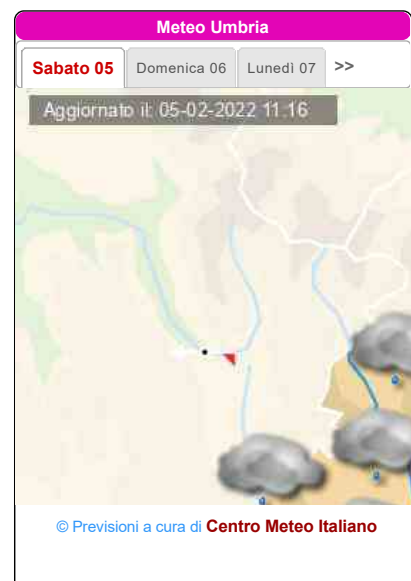 Meteo Umbria
Sabato 05 Domenica 06 Lunedì 07 >>
Aggiornato il: 05-02-2022 11:16
© Previsioni a cura di Centro Meteo Italiano